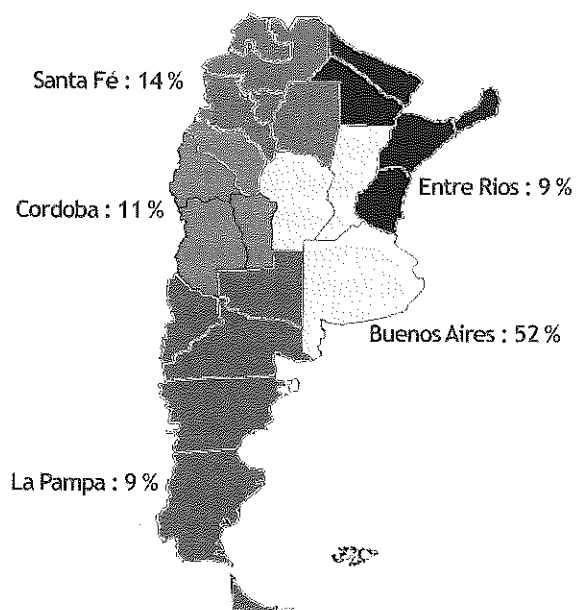 Santa Fé : 14 %
Entre Rios : 9 %
Cordoba : 11 %
Buenos Aires : 52 %
La Pampa : 9 %